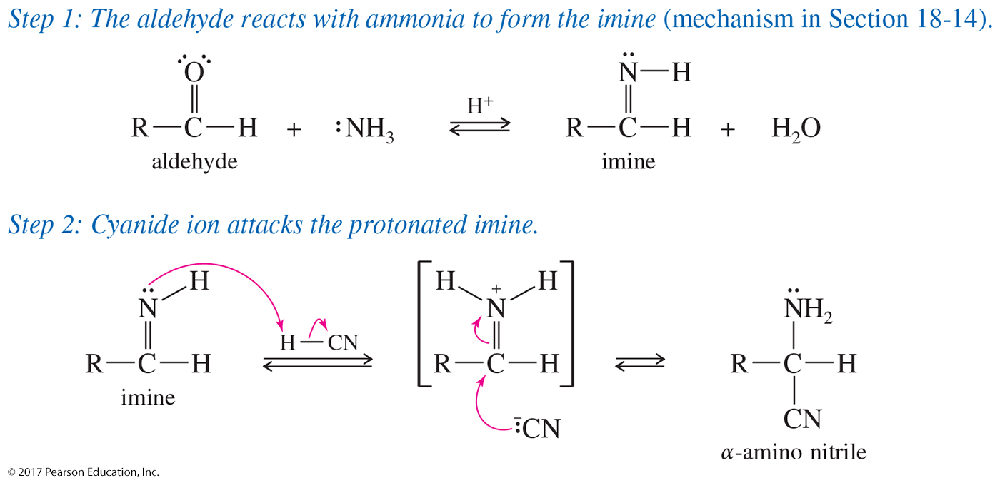 Step 1: The aldehyde reacts with ammonia to form the imine (mechanism in Section 18-14).
O N—H
R—C—H + :NH₃ H⁺ R—C—H + H₂O
aldehyde imine
Step 2: Cyanide ion attacks the protonated imine.
H H H
N H—CN N⁺ NH₂
R—C—H R—C—H R—C—H
imine ⁻:CN CN
α-amino nitrile
© 2017 Pearson Education, Inc.